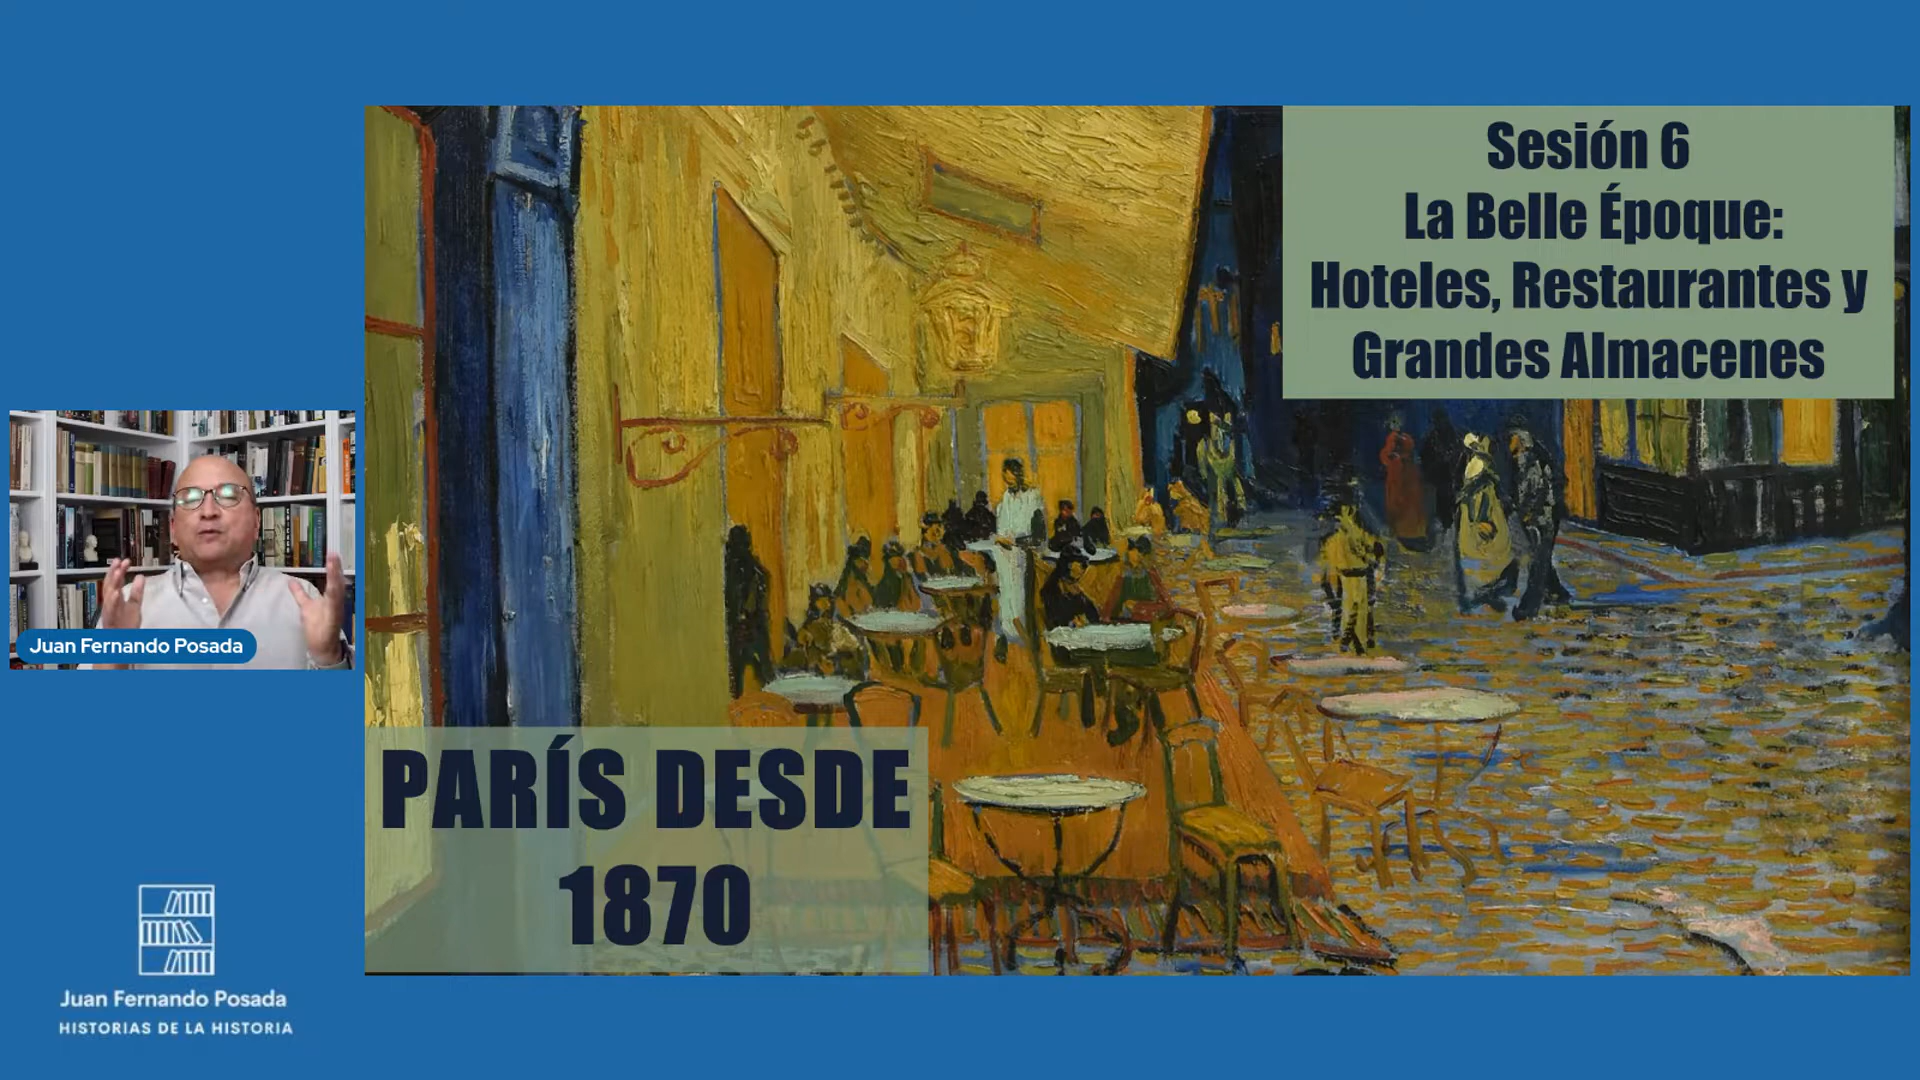 Sesión 6
La Belle Époque:
Hoteles, Restaurantes y
Grandes Almacenes
Juan Fernando Posada
PARÍS DESDE
1870
Juan Fernando Posada
HISTORIAS DE LA HISTORIA